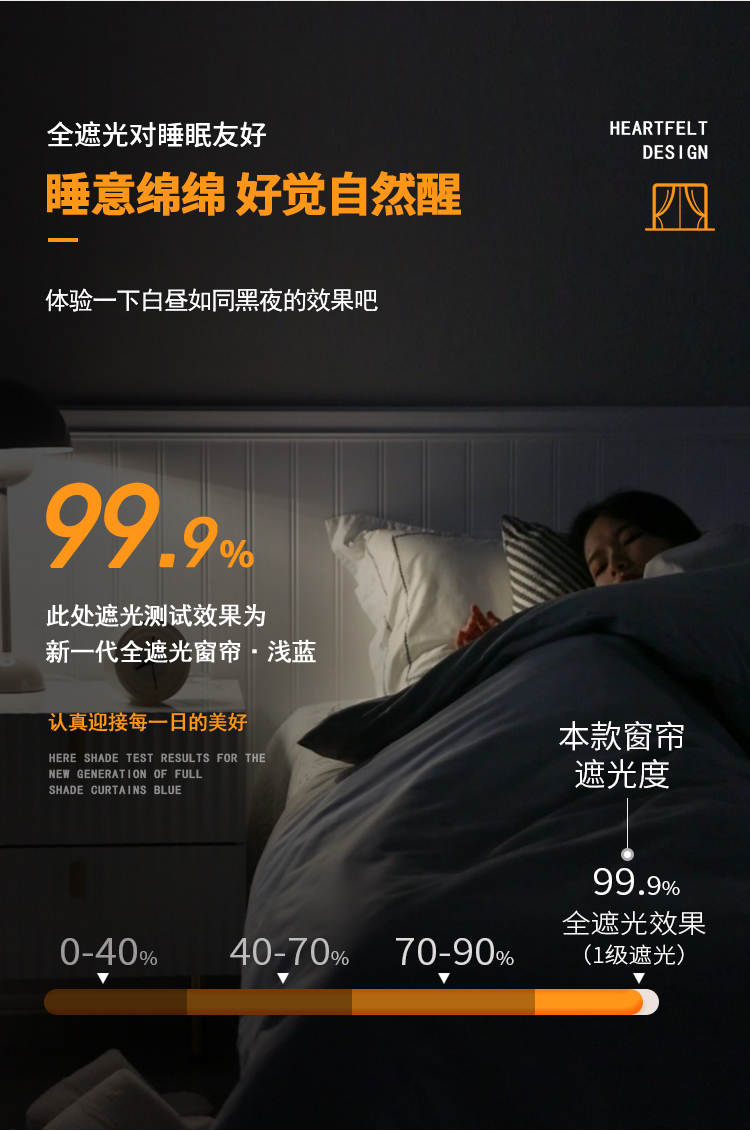 全遮光对睡眠友好
睡意绵绵 好觉自然醒
HEARTFELT
DESIGN
体验一下白昼如同黑夜的效果吧
99.9%
此处遮光测试效果为
新一代全遮光窗帘·浅蓝
认真迎接每一日的美好
HERE SHADE TEST RESULTS FOR THE
NEW GENERATION OF FULL
SHADE CURTAINS BLUE
本款窗帘
遮光度
99.9%
全遮光效果
（1级遮光）
0-40%
40-70%
70-90%